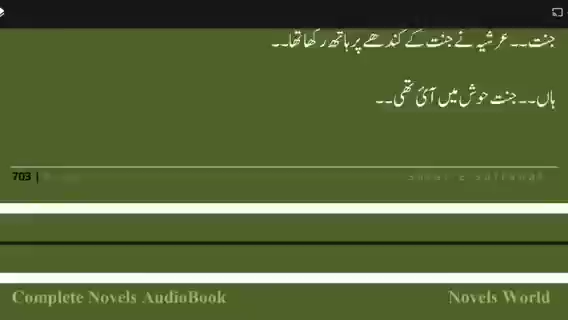 جنت۔۔ عرشیہ نے جنت کے کندھے پر ہاتھ رکھا تھا۔۔
ہاں۔۔ جنت حوش میں آئ تھی۔۔
703 |
Complete Novels AudioBook
Novels World